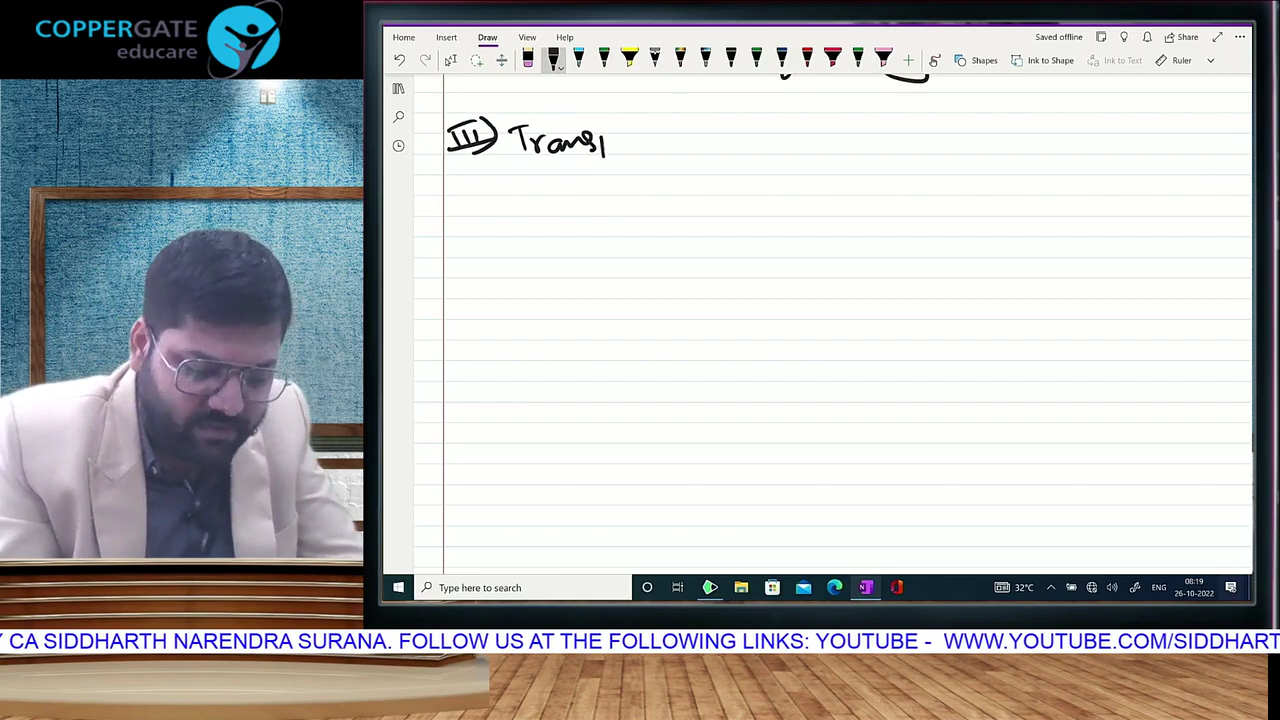 COPPERGATE
educare
Home Insert Draw View Help
Saved offline
Share
Shapes
Ink to Shape
Ink to Text
Ruler
III) Transp
Type here to search
32°C
ENG
08:19
26-10-2022
Y CA SIDDHARTH NARENDRA SURANA. FOLLOW US AT THE FOLLOWING LINKS: YOUTUBE - WWW.YOUTUBE.COM/SIDDHART